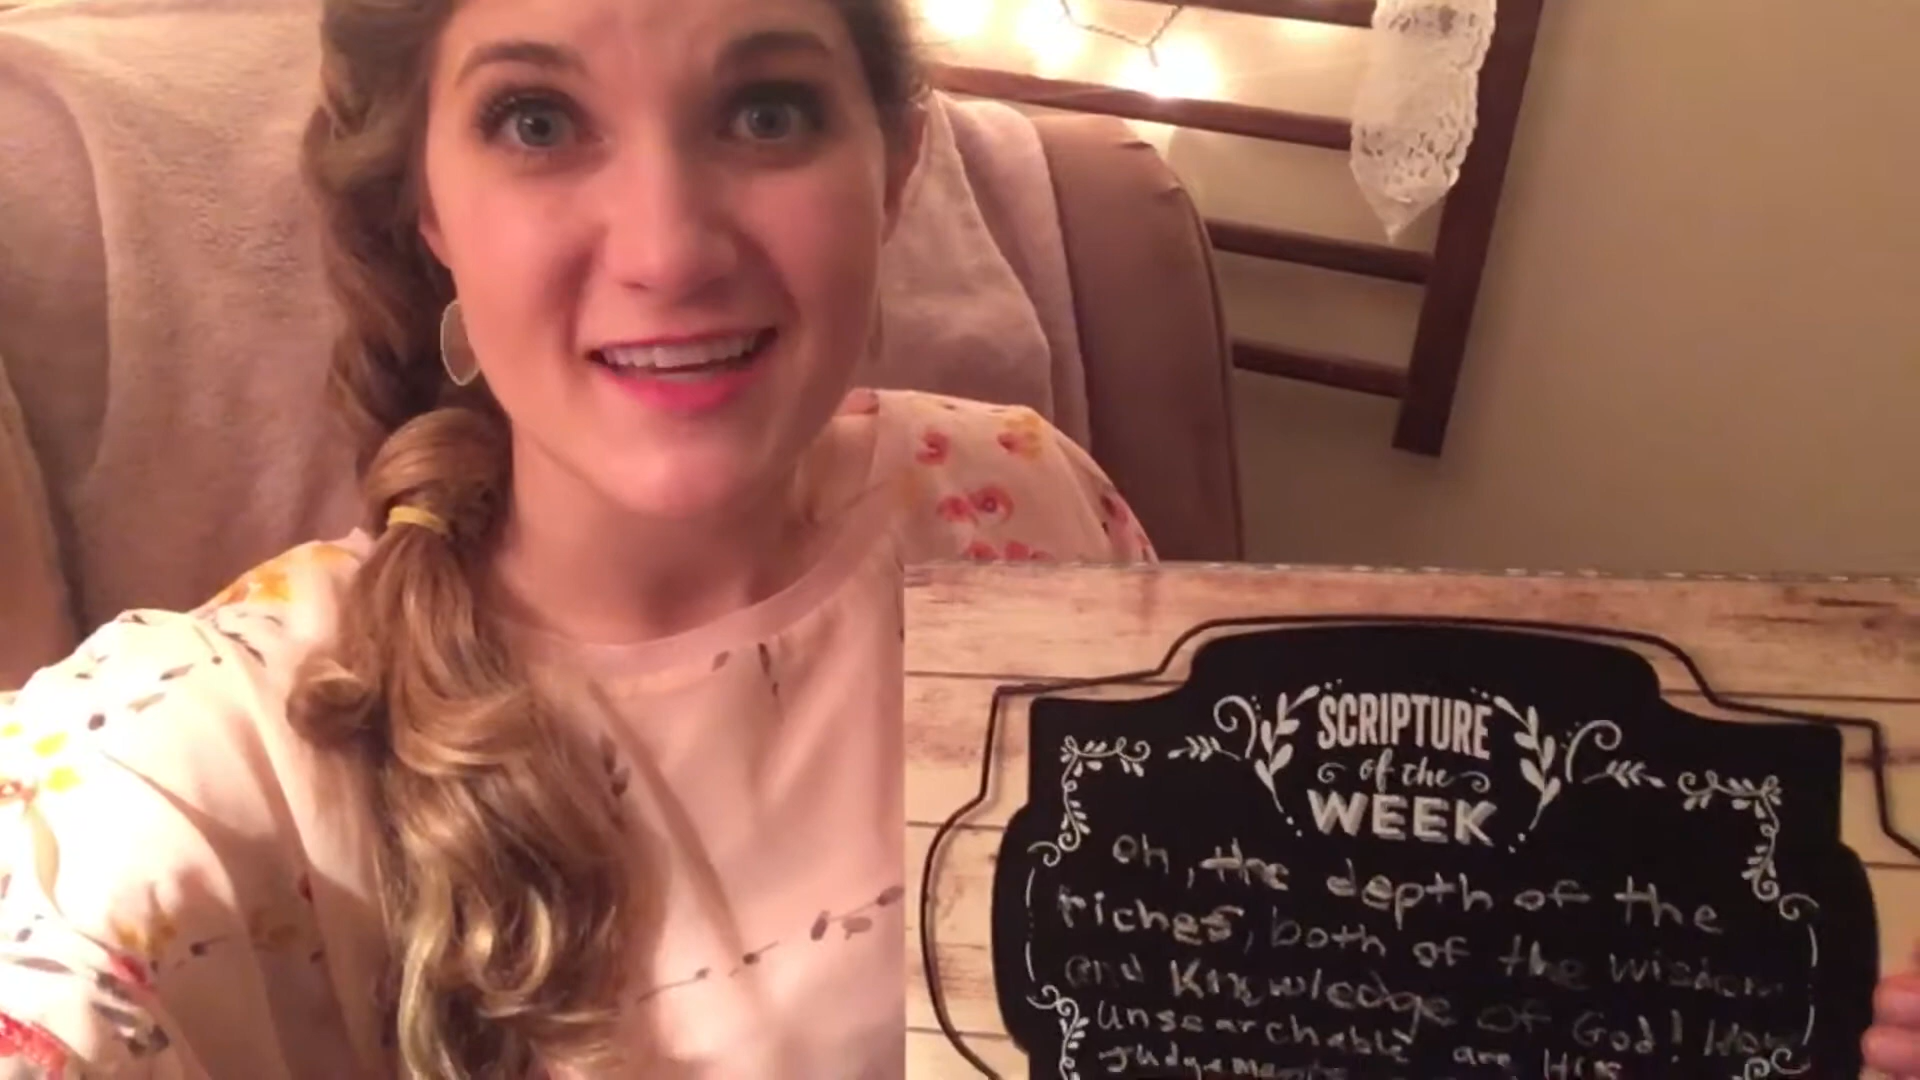 SCRIPTURE
of the
WEEK
Oh, the depth of the
riches, both of the wisdom
and Knowledge of God! How
unsearchable are His
Judgements